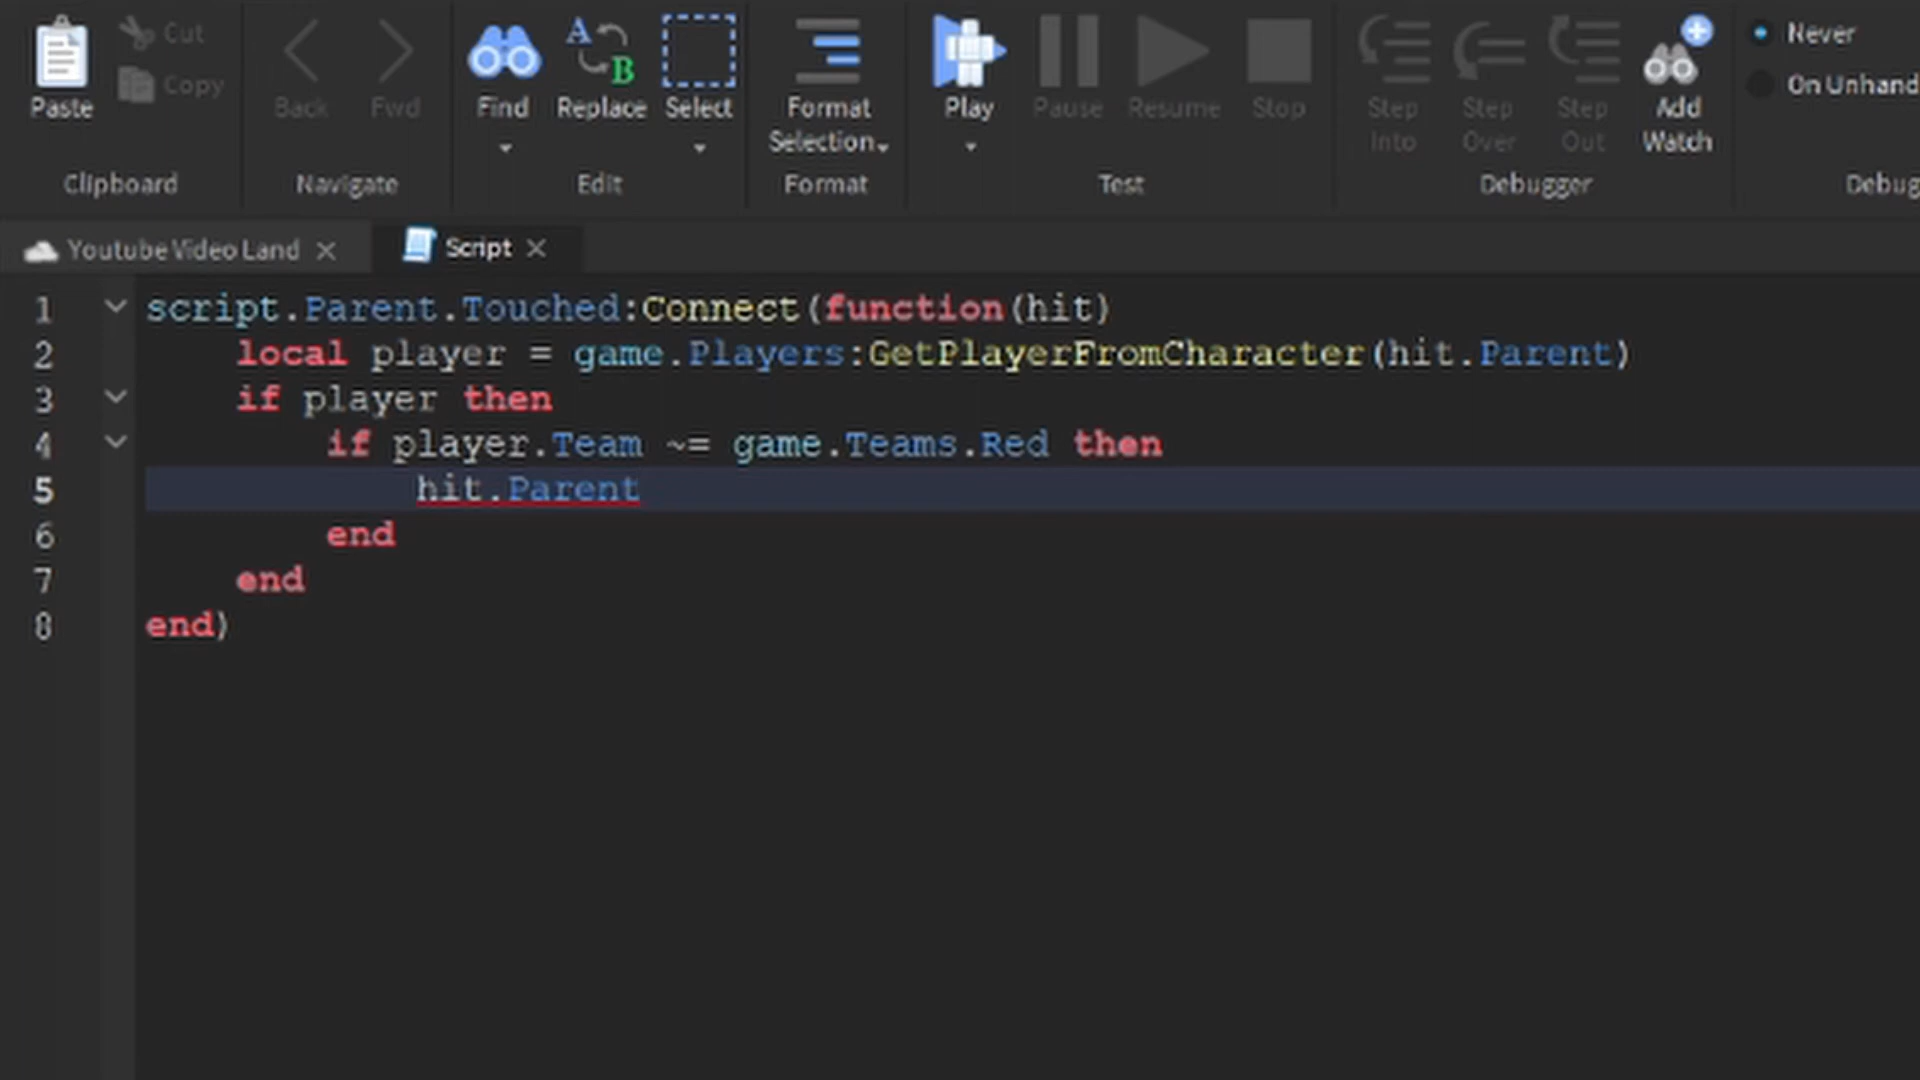 Paste
Cut
Copy
Clipboard
Back
Fwd
Navigate
Find
Replace
Select
Edit
Format
Selection
Format
Play
Pause
Resume
Stop
Test
Step
Into
Step
Over
Step
Out
Add
Watch
Debugger
Never
On Unhand
Debug
Youtube Video Land
Script
1 script.Parent.Touched:Connect(function(hit)
2 local player = game.Players:GetPlayerFromCharacter(hit.Parent)
3 if player then
4 if player.Team ~= game.Teams.Red then
5 hit.Parent
6 end
7 end
8 end)